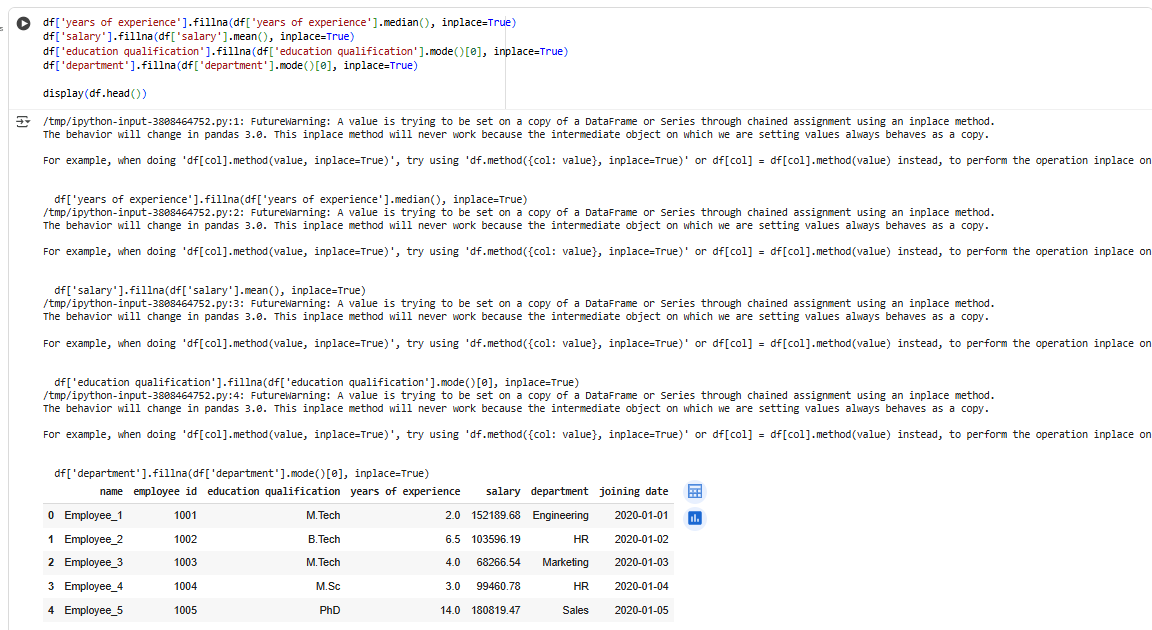 df['years of experience'].fillna(df['years of experience'].median(), inplace=True)
df['salary'].fillna(df['salary'].mean(), inplace=True)
df['education qualification'].fillna(df['education qualification'].mode()[0], inplace=True)
df['department'].fillna(df['department'].mode()[0], inplace=True)
display(df.head())
/tmp/ipython-input-3808464752.py:1: FutureWarning: A value is trying to be set on a copy of a DataFrame or Series through chained assignment using an inplace method.
The behavior will change in pandas 3.0. This inplace method will never work because the intermediate object on which we are setting values always behaves as a copy.
For example, when doing 'df[col].method(value, inplace=True)', try using 'df.method({col: value}, inplace=True)' or df[col] = df[col].method(value) instead, to perform the operation inplace on
df['years of experience'].fillna(df['years of experience'].median(), inplace=True)
/tmp/ipython-input-3808464752.py:2: FutureWarning: A value is trying to be set on a copy of a DataFrame or Series through chained assignment using an inplace method.
The behavior will change in pandas 3.0. This inplace method will never work because the intermediate object on which we are setting values always behaves as a copy.
For example, when doing 'df[col].method(value, inplace=True)', try using 'df.method({col: value}, inplace=True)' or df[col] = df[col].method(value) instead, to perform the operation inplace on
df['salary'].fillna(df['salary'].mean(), inplace=True)
/tmp/ipython-input-3808464752.py:3: FutureWarning: A value is trying to be set on a copy of a DataFrame or Series through chained assignment using an inplace method.
The behavior will change in pandas 3.0. This inplace method will never work because the intermediate object on which we are setting values always behaves as a copy.
For example, when doing 'df[col].method(value, inplace=True)', try using 'df.method({col: value}, inplace=True)' or df[col] = df[col].method(value) instead, to perform the operation inplace on
df['education qualification'].fillna(df['education qualification'].mode()[0], inplace=True)
/tmp/ipython-input-3808464752.py:4: FutureWarning: A value is trying to be set on a copy of a DataFrame or Series through chained assignment using an inplace method.
The behavior will change in pandas 3.0. This inplace method will never work because the intermediate object on which we are setting values always behaves as a copy.
For example, when doing 'df[col].method(value, inplace=True)', try using 'df.method({col: value}, inplace=True)' or df[col] = df[col].method(value) instead, to perform the operation inplace on
df['department'].fillna(df['department'].mode()[0], inplace=True)
name employee id education qualification years of experience salary department joining date
0 Employee_1 1001 M.Tech 2.0 152189.68 Engineering 2020-01-01
1 Employee_2 1002 B.Tech 6.5 103596.19 HR 2020-01-02
2 Employee_3 1003 M.Tech 4.0 68266.54 Marketing 2020-01-03
3 Employee_4 1004 M.Sc 3.0 99460.78 HR 2020-01-04
4 Employee_5 1005 PhD 14.0 180819.47 Sales 2020-01-05